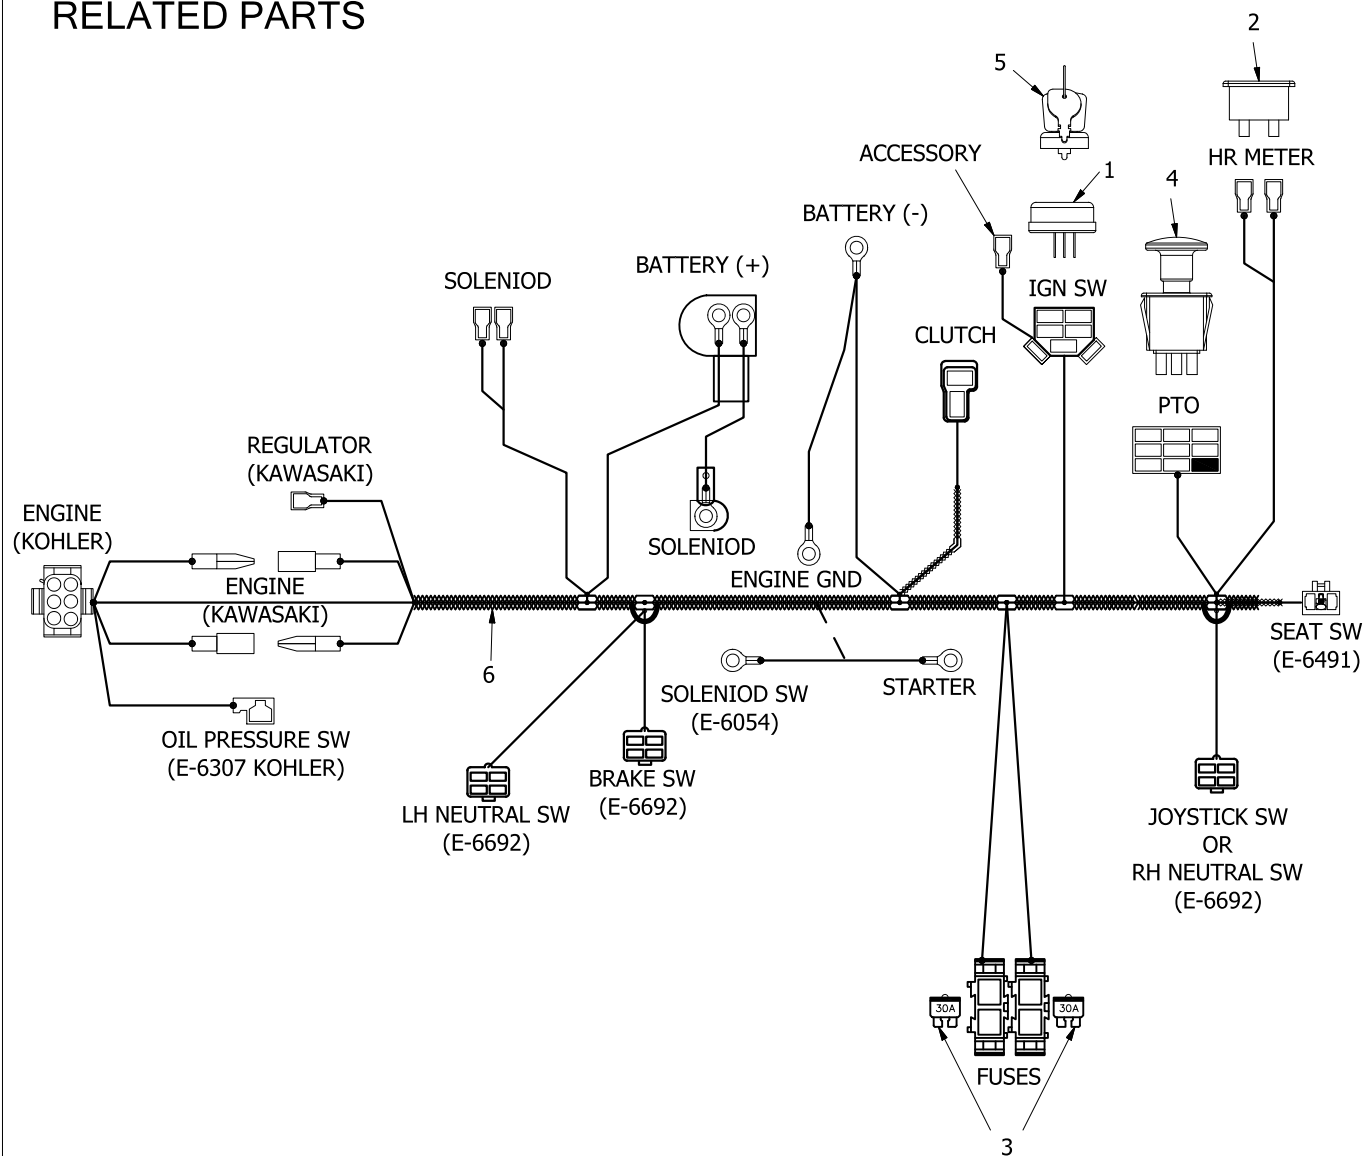 RELATED PARTS
2
5
ACCESSORY
HR METER
1
4
BATTERY (-)
BATTERY (+)
SOLENIOD
IGN SW
CLUTCH
PTO
REGULATOR
(KAWASAKI)
ENGINE
(KOHLER)
SOLENIOD
ENGINE GND
ENGINE
(KAWASAKI)
6
SEAT SW
(E-6491)
SOLENIOD SW
(E-6054)
STARTER
OIL PRESSURE SW
(E-6307 KOHLER)
BRAKE SW
(E-6692)
LH NEUTRAL SW
(E-6692)
JOYSTICK SW
OR
RH NEUTRAL SW
(E-6692)
30A
30A
FUSES
3